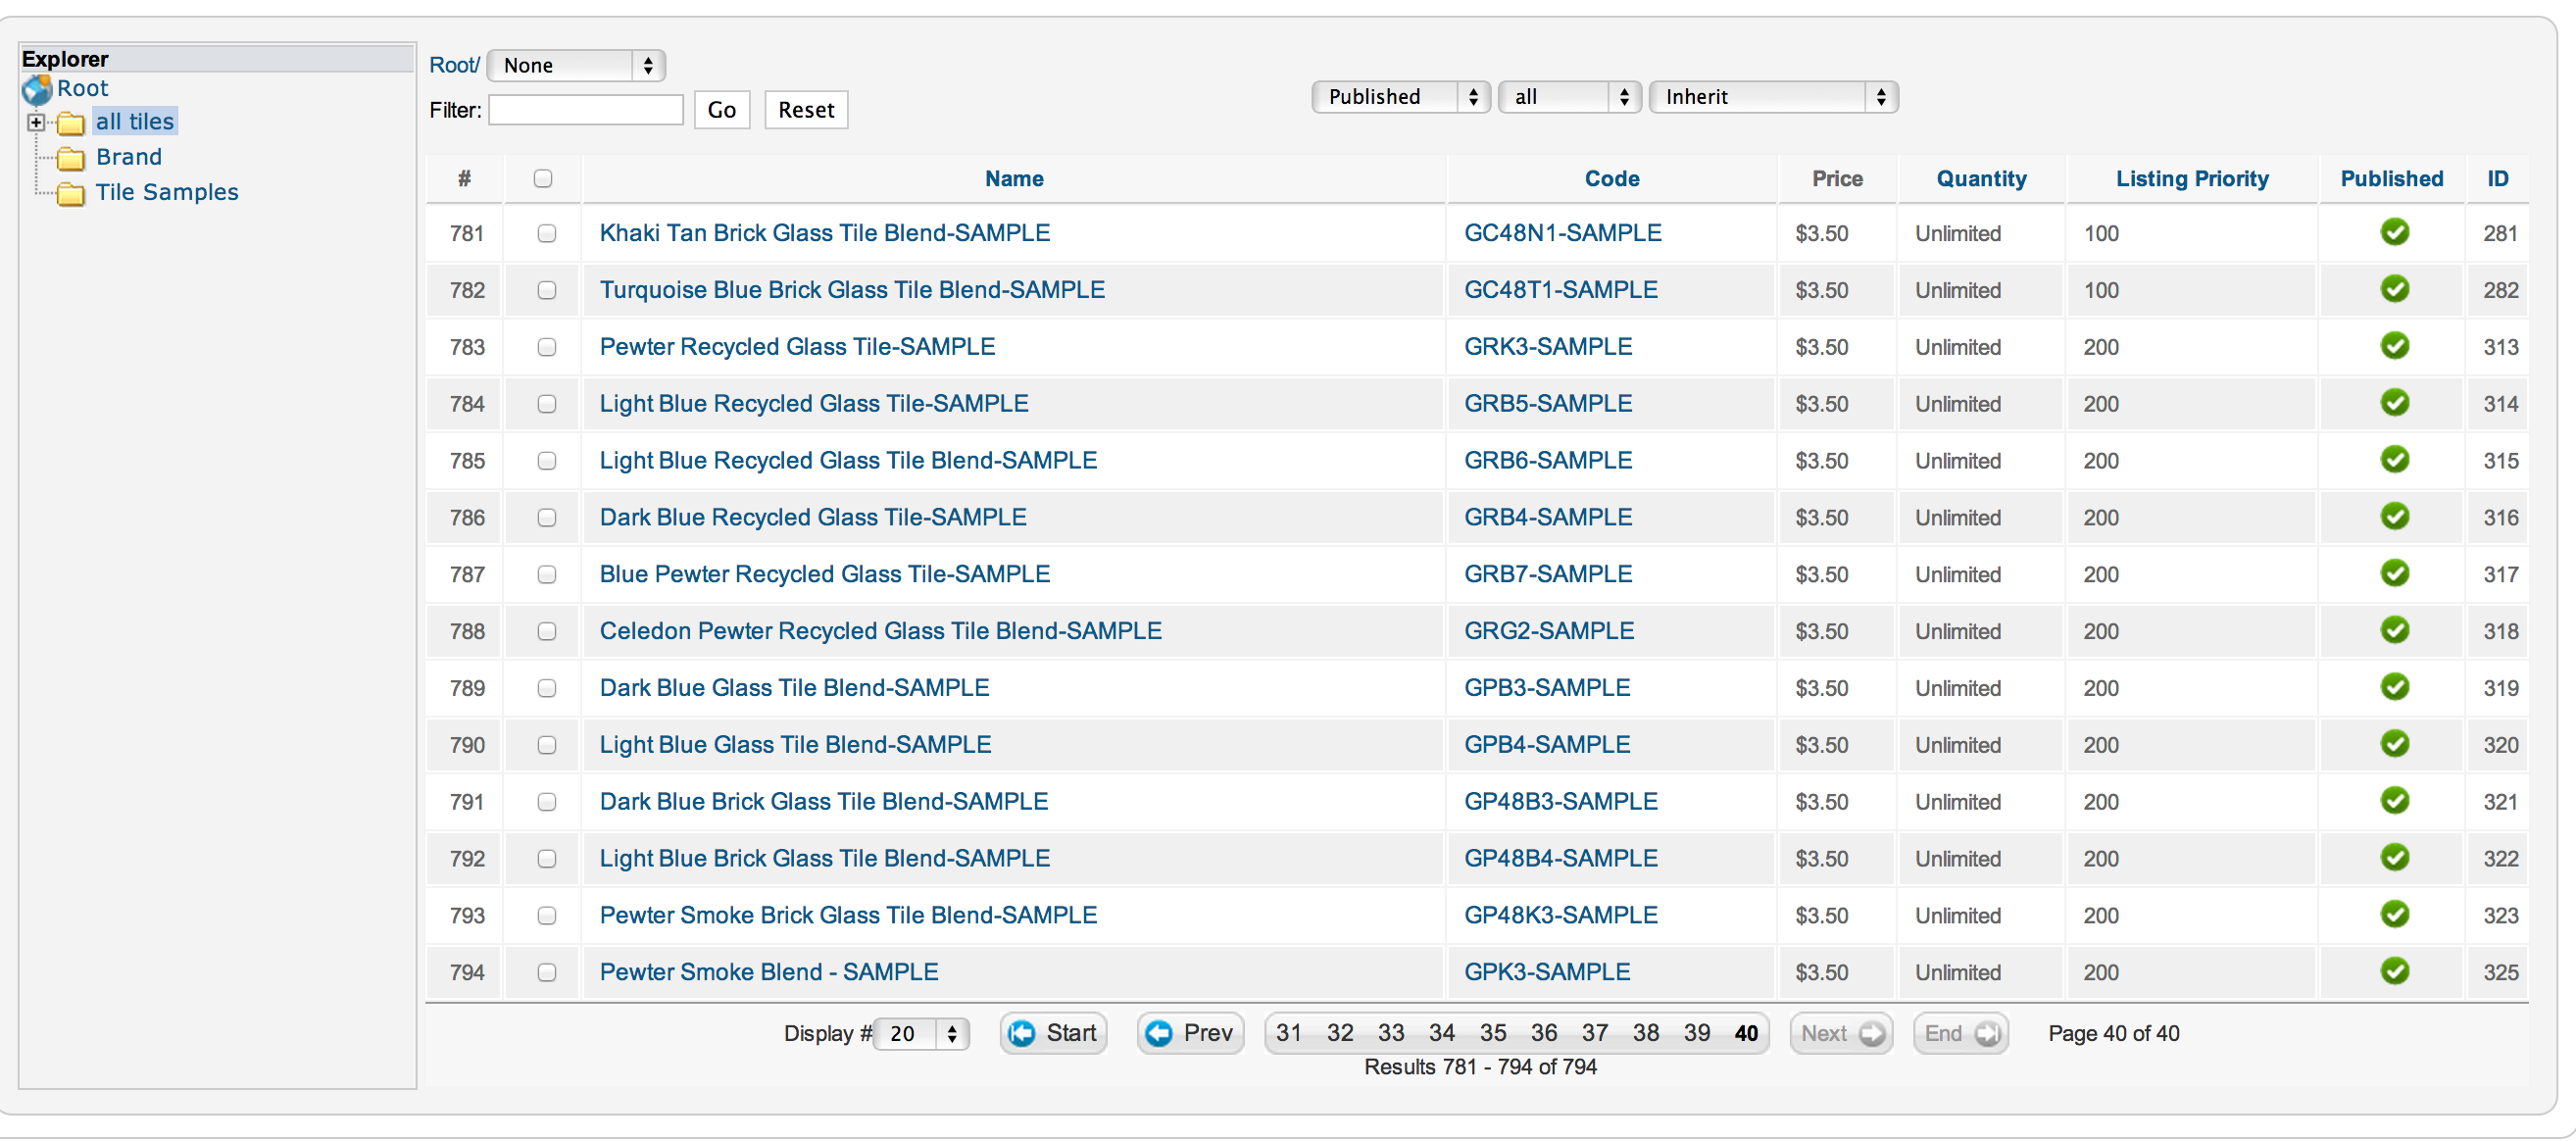 Explorer
Root
all tiles
Brand
Tile Samples
Root/ None
Filter: Go Reset
Published all Inherit
# Name Code Price Quantity Listing Priority Published ID
781 Khaki Tan Brick Glass Tile Blend-SAMPLE GC48N1-SAMPLE $3.50 Unlimited 100 281
782 Turquoise Blue Brick Glass Tile Blend-SAMPLE GC48T1-SAMPLE $3.50 Unlimited 100 282
783 Pewter Recycled Glass Tile-SAMPLE GRK3-SAMPLE $3.50 Unlimited 200 313
784 Light Blue Recycled Glass Tile-SAMPLE GRB5-SAMPLE $3.50 Unlimited 200 314
785 Light Blue Recycled Glass Tile Blend-SAMPLE GRB6-SAMPLE $3.50 Unlimited 200 315
786 Dark Blue Recycled Glass Tile-SAMPLE GRB4-SAMPLE $3.50 Unlimited 200 316
787 Blue Pewter Recycled Glass Tile-SAMPLE GRB7-SAMPLE $3.50 Unlimited 200 317
788 Celedon Pewter Recycled Glass Tile Blend-SAMPLE GRG2-SAMPLE $3.50 Unlimited 200 318
789 Dark Blue Glass Tile Blend-SAMPLE GPB3-SAMPLE $3.50 Unlimited 200 319
790 Light Blue Glass Tile Blend-SAMPLE GPB4-SAMPLE $3.50 Unlimited 200 320
791 Dark Blue Brick Glass Tile Blend-SAMPLE GP48B3-SAMPLE $3.50 Unlimited 200 321
792 Light Blue Brick Glass Tile Blend-SAMPLE GP48B4-SAMPLE $3.50 Unlimited 200 322
793 Pewter Smoke Brick Glass Tile Blend-SAMPLE GP48K3-SAMPLE $3.50 Unlimited 200 323
794 Pewter Smoke Blend - SAMPLE GPK3-SAMPLE $3.50 Unlimited 200 325
Display # 20 Start Prev 31 32 33 34 35 36 37 38 39 40 Next End Page 40 of 40
Results 781 - 794 of 794